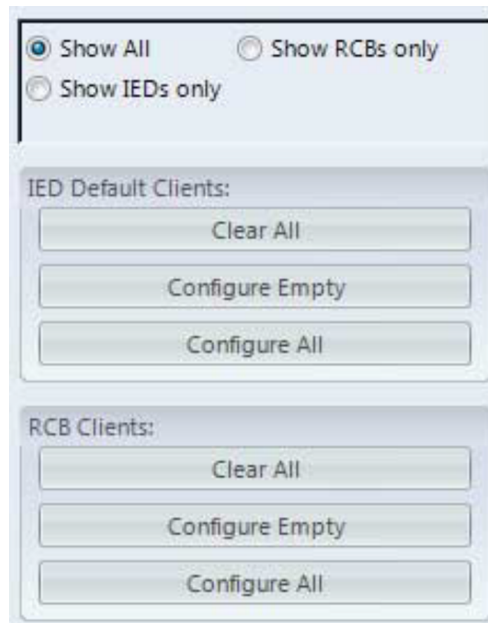 Show All Show RCBs only
Show IEDs only
IED Default Clients:
Clear All
Configure Empty
Configure All
RCB Clients:
Clear All
Configure Empty
Configure All